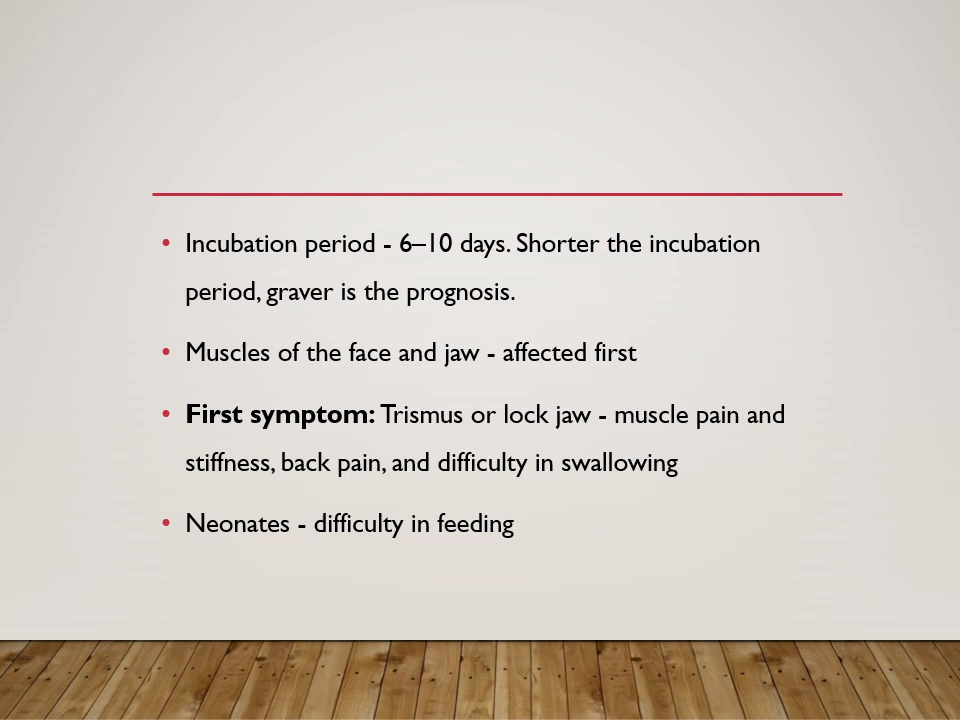 • Incubation period - 6–10 days. Shorter the incubation
period, graver is the prognosis.
• Muscles of the face and jaw - affected first
• First symptom: Trismus or lock jaw - muscle pain and
stiffness, back pain, and difficulty in swallowing
• Neonates - difficulty in feeding